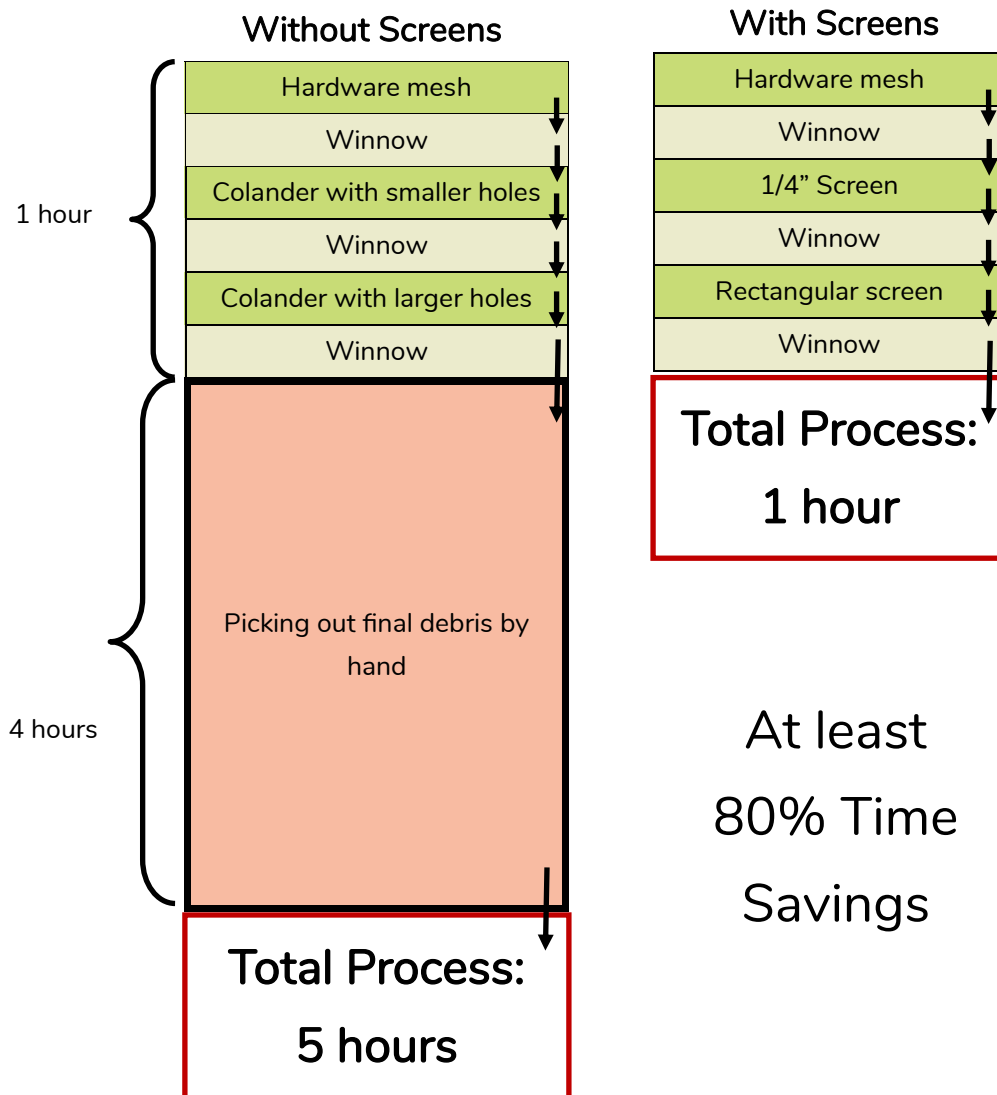 Without Screens
Hardware mesh
Winnow
Colander with smaller holes
Winnow
Colander with larger holes
Winnow
1 hour
Picking out final debris by
hand
4 hours
Total Process:
5 hours
With Screens
Hardware mesh
Winnow
1/4” Screen
Winnow
Rectangular screen
Winnow
Total Process:
1 hour
At least
80% Time
Savings